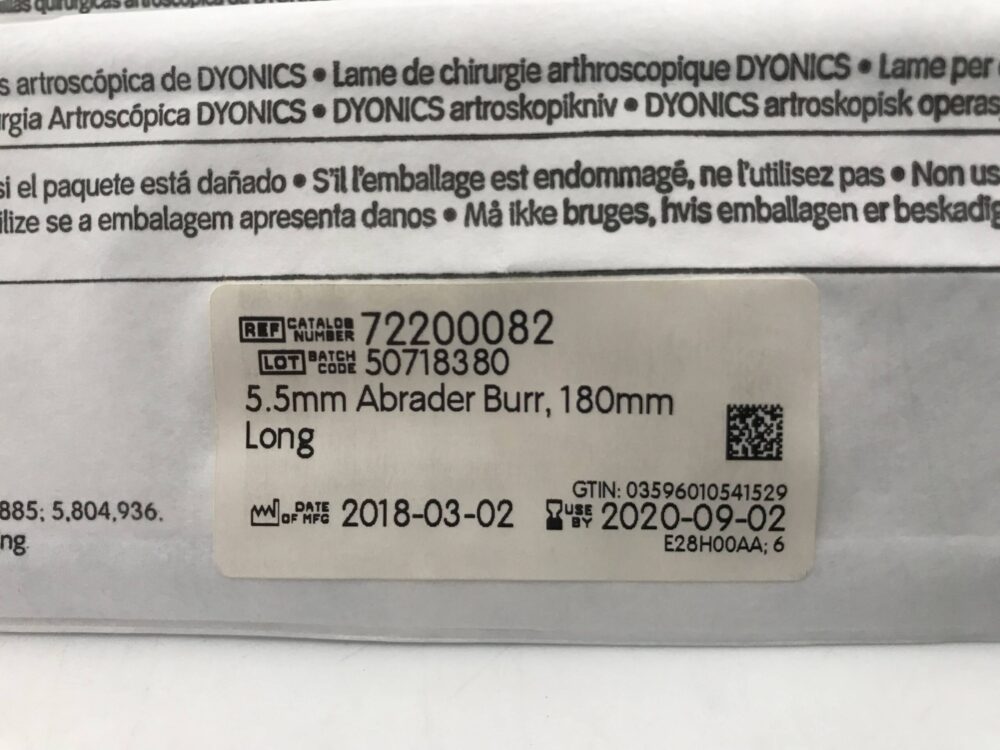 quirúrgicas artroscópica de
s artroscópica de DYONICS • Lame de chirurgie arthroscopique DYONICS • Lame per
rgia Artroscópica DYONICS • DYONICS artroskopikniv • DYONICS artroskopisk operas
si el paquete está dañado • S'il l'emballage est endommagé, ne l'utilisez pas • Non us
ilize se a embalagem apresenta danos • Må ikke bruges, hvis emballagen er beskadig
REF CATALOG NUMBER 72200082
LOT BATCH CODE 50718380
5.5mm Abrader Burr, 180mm
Long
GTIN: 03596010541529
885; 5,804,936.
DATE OF MFG 2018-03-02 USE BY 2020-09-02
ng.
E28H00AA; 6